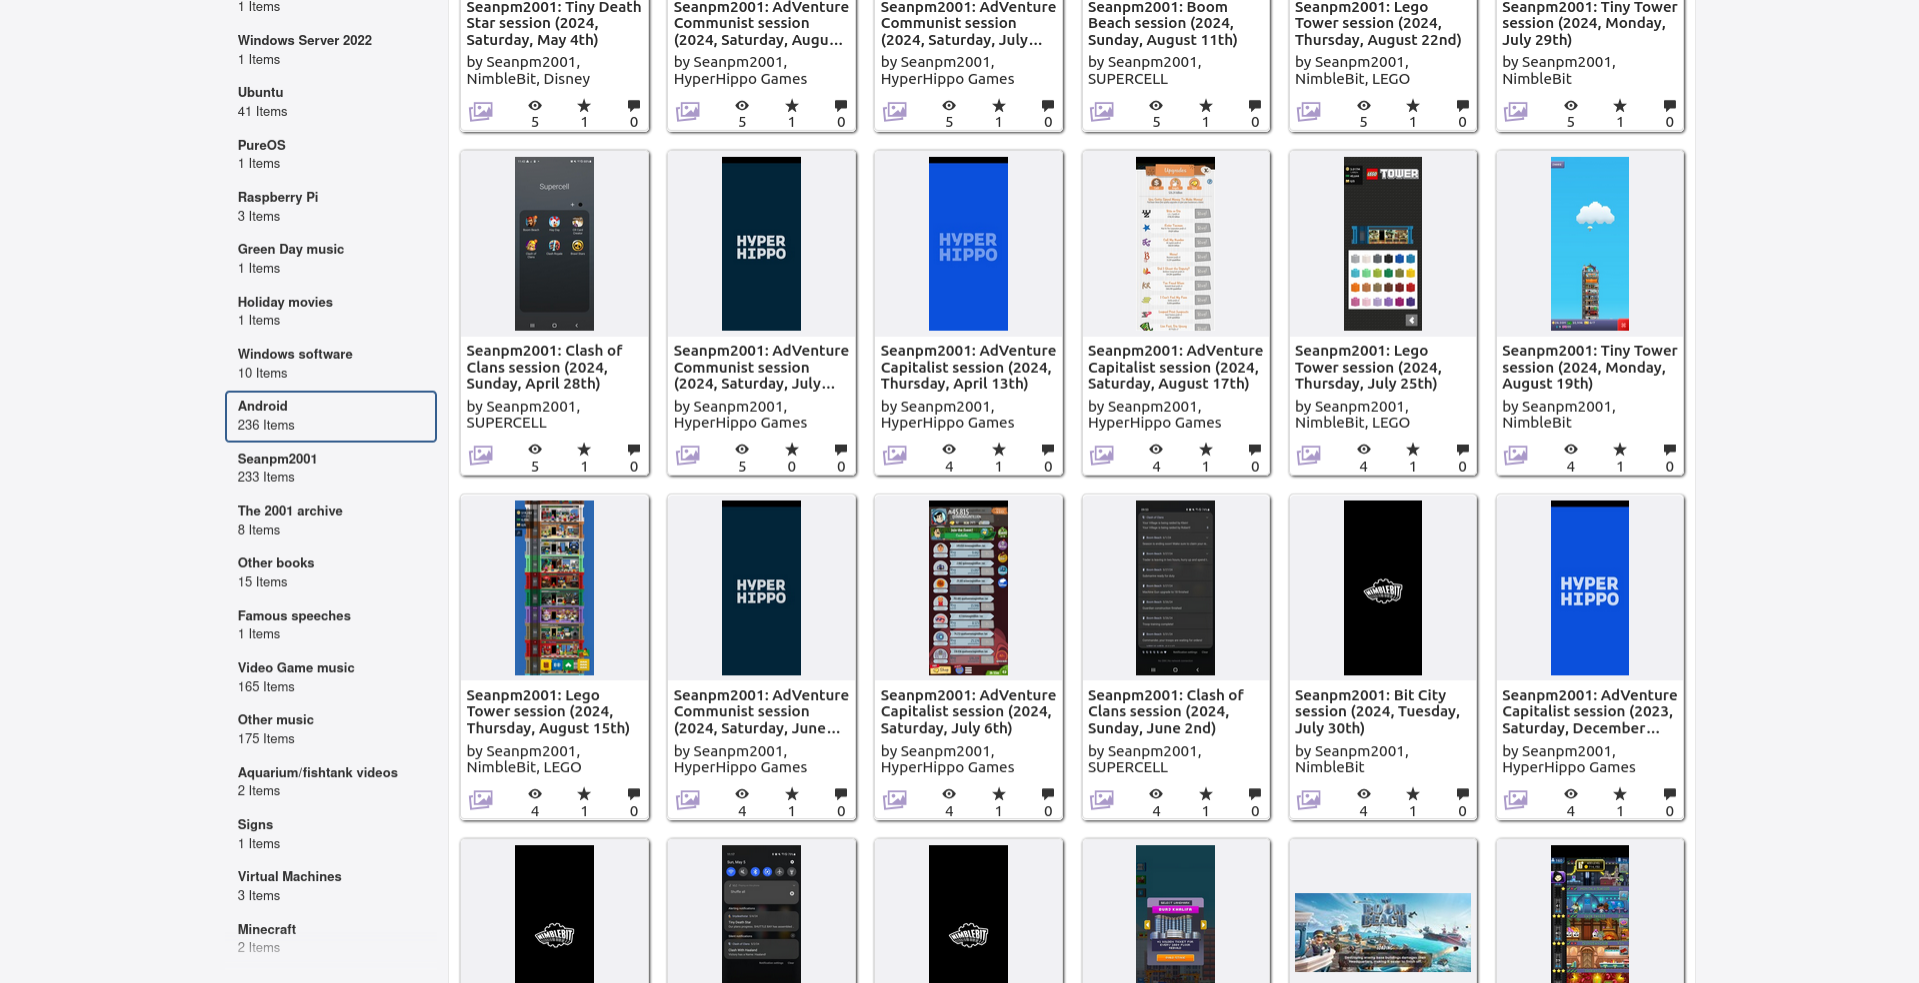 1 Items
Windows Server 2022
1 Items
Ubuntu
41 Items
PureOS
1 Items
Raspberry Pi
3 Items
Green Day music
1 Items
Holiday movies
1 Items
Windows software
10 Items
Android
236 Items
Seanpm2001
233 Items
The 2001 archive
8 Items
Other books
15 Items
Famous speeches
1 Items
Video Game music
165 Items
Other music
175 Items
Aquarium/fishtank videos
2 Items
Signs
1 Items
Virtual Machines
3 Items
Minecraft
2 Items
Seanpm2001: Tiny Death
Star session (2024,
Saturday, May 4th)
by Seanpm2001,
NimbleBit, Disney
5 1 0
Seanpm2001: AdVenture
Communist session
(2024, Saturday, Augu...
by Seanpm2001,
HyperHippo Games
5 1 0
Seanpm2001: AdVenture
Communist session
(2024, Saturday, July...
by Seanpm2001,
HyperHippo Games
5 1 0
Seanpm2001: Boom
Beach session (2024,
Sunday, August 11th)
by Seanpm2001,
SUPERCELL
5 1 0
Seanpm2001: Lego
Tower session (2024,
Thursday, August 22nd)
by Seanpm2001,
NimbleBit, LEGO
5 1 0
Seanpm2001: Tiny Tower
session (2024, Monday,
July 29th)
by Seanpm2001,
NimbleBit
5 1 0
Supercell
Seanpm2001: Clash of
Clans session (2024,
Sunday, April 28th)
by Seanpm2001,
SUPERCELL
5 1 0
HYPER
HIPPO
Seanpm2001: AdVenture
Communist session
(2024, Saturday, July...
by Seanpm2001,
HyperHippo Games
5 0 0
HYPER
HIPPO
Seanpm2001: AdVenture
Capitalist session (2024,
Thursday, April 13th)
by Seanpm2001,
HyperHippo Games
4 1 0
Upgrades
Seanpm2001: AdVenture
Capitalist session (2024,
Saturday, August 17th)
by Seanpm2001,
HyperHippo Games
4 1 0
LEGO TOWER
Seanpm2001: Lego
Tower session (2024,
Thursday, July 25th)
by Seanpm2001,
NimbleBit, LEGO
4 1 0
Seanpm2001: Tiny Tower
session (2024, Monday,
August 19th)
by Seanpm2001,
NimbleBit
4 1 0
Seanpm2001: Lego
Tower session (2024,
Thursday, August 15th)
by Seanpm2001,
NimbleBit, LEGO
4 1 0
HYPER
HIPPO
Seanpm2001: AdVenture
Communist session
(2024, Saturday, June...
by Seanpm2001,
HyperHippo Games
4 1 0
Seanpm2001: AdVenture
Capitalist session (2024,
Saturday, July 6th)
by Seanpm2001,
HyperHippo Games
4 1 0
Seanpm2001: Clash of
Clans session (2024,
Sunday, June 2nd)
by Seanpm2001,
SUPERCELL
4 1 0
NIMBLEBIT
Seanpm2001: Bit City
session (2024, Tuesday,
July 30th)
by Seanpm2001,
NimbleBit
4 1 0
HYPER
HIPPO
Seanpm2001: AdVenture
Capitalist session (2023,
Saturday, December...
by Seanpm2001,
HyperHippo Games
4 1 0
NIMBLEBIT
Sun, May 5
NIMBLEBIT
BOOM
BEACH